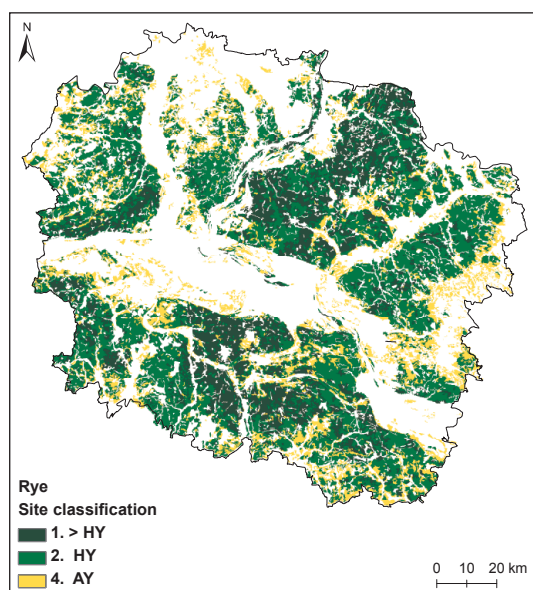 N
Rye
Site classification
1. > HY
2. HY
4. AY
0 10 20 km